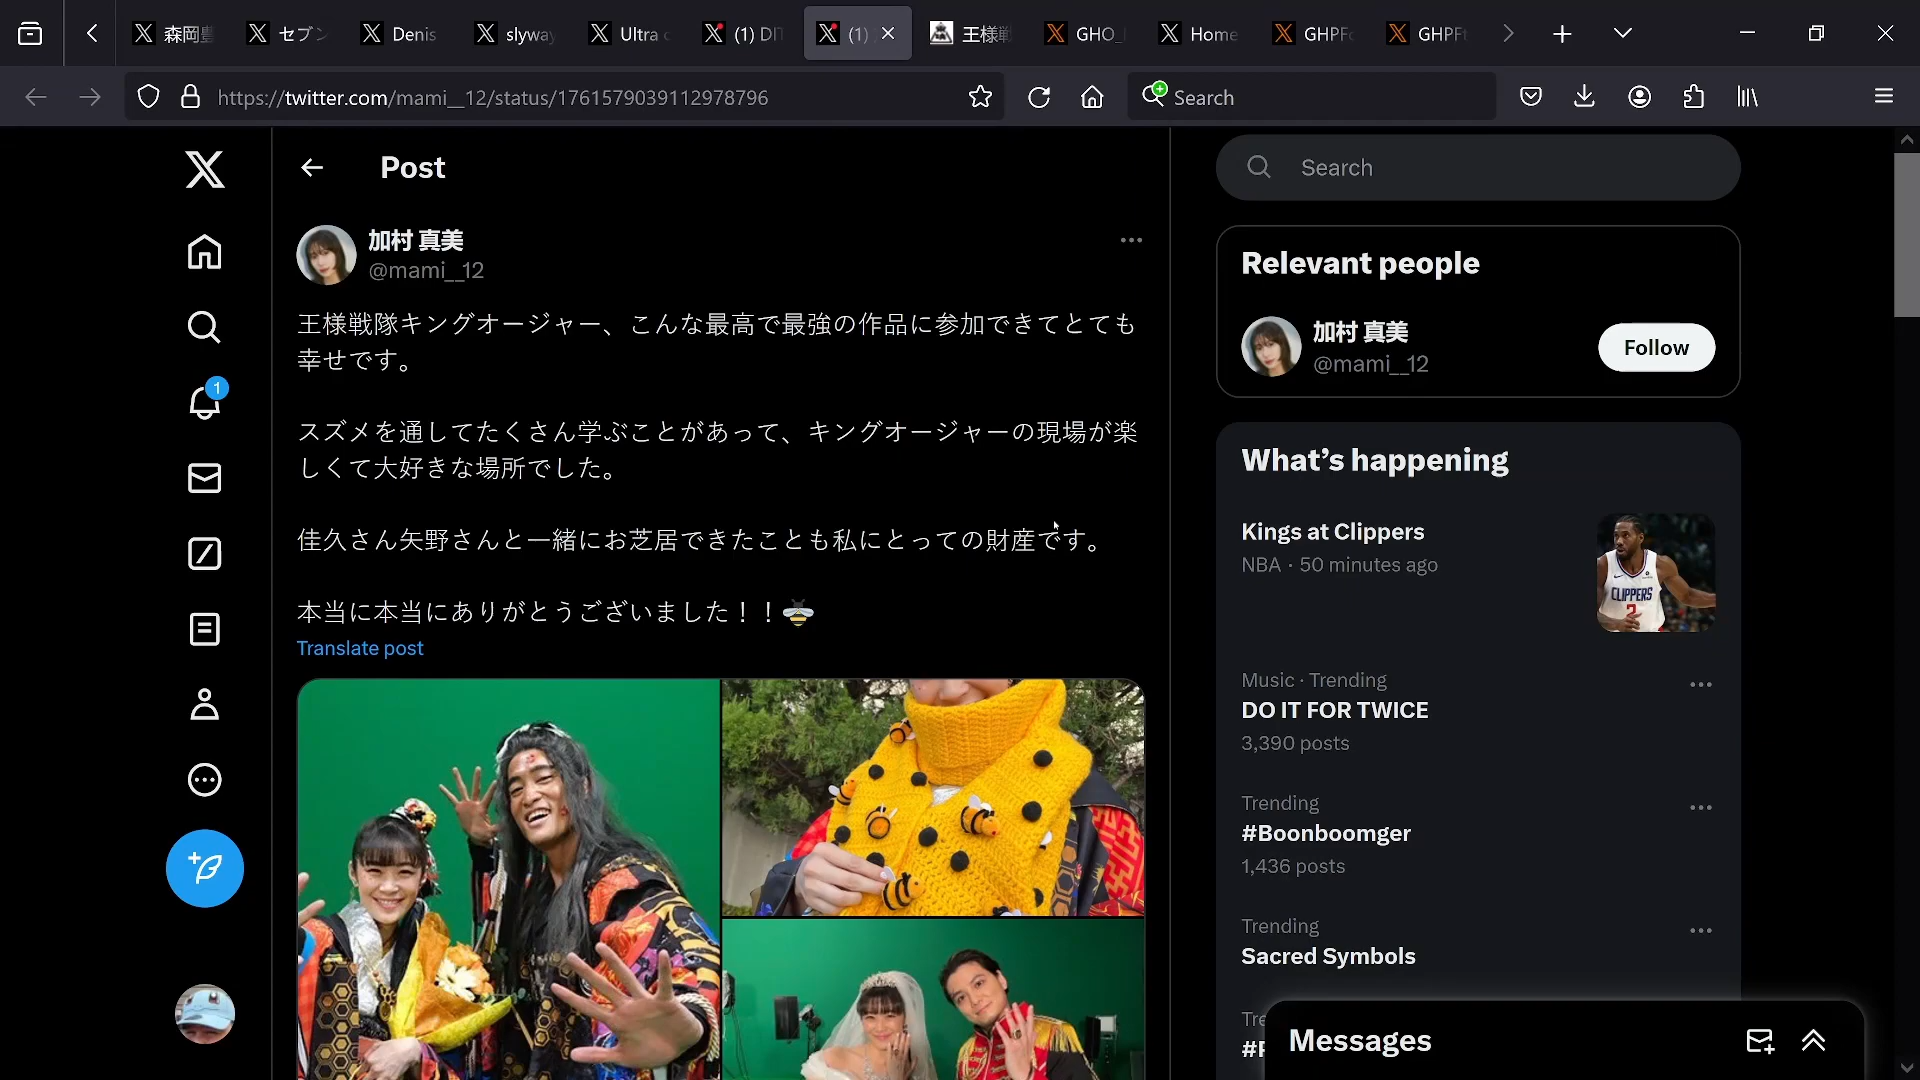 森岡豊
セブン
Denis
slyway
Ultra
(1) DI
(1)
王様戦
GHO_
Home
GHPF
GHPF
https://twitter.com/mami__12/status/1761579039112978796
Search
Post
Search
加村 真美
@mami__12
王様戦隊キングオージャー、こんな最高で最強の作品に参加できてとても
幸せです。
スズメを通してたくさん学ぶことがあって、キングオージャーの現場が楽
しくて大好きな場所でした。
佳久さん矢野さんと一緒にお芝居できたことも私にとっての財産です。
本当に本当にありがとうございました！！🐝
Translate post
1
Relevant people
加村 真美
@mami__12
Follow
What's happening
Kings at Clippers
NBA · 50 minutes ago
CLIPPERS
2
Music · Trending
DO IT FOR TWICE
3,390 posts
Trending
#Boonboomger
1,436 posts
Trending
Sacred Symbols
Messages